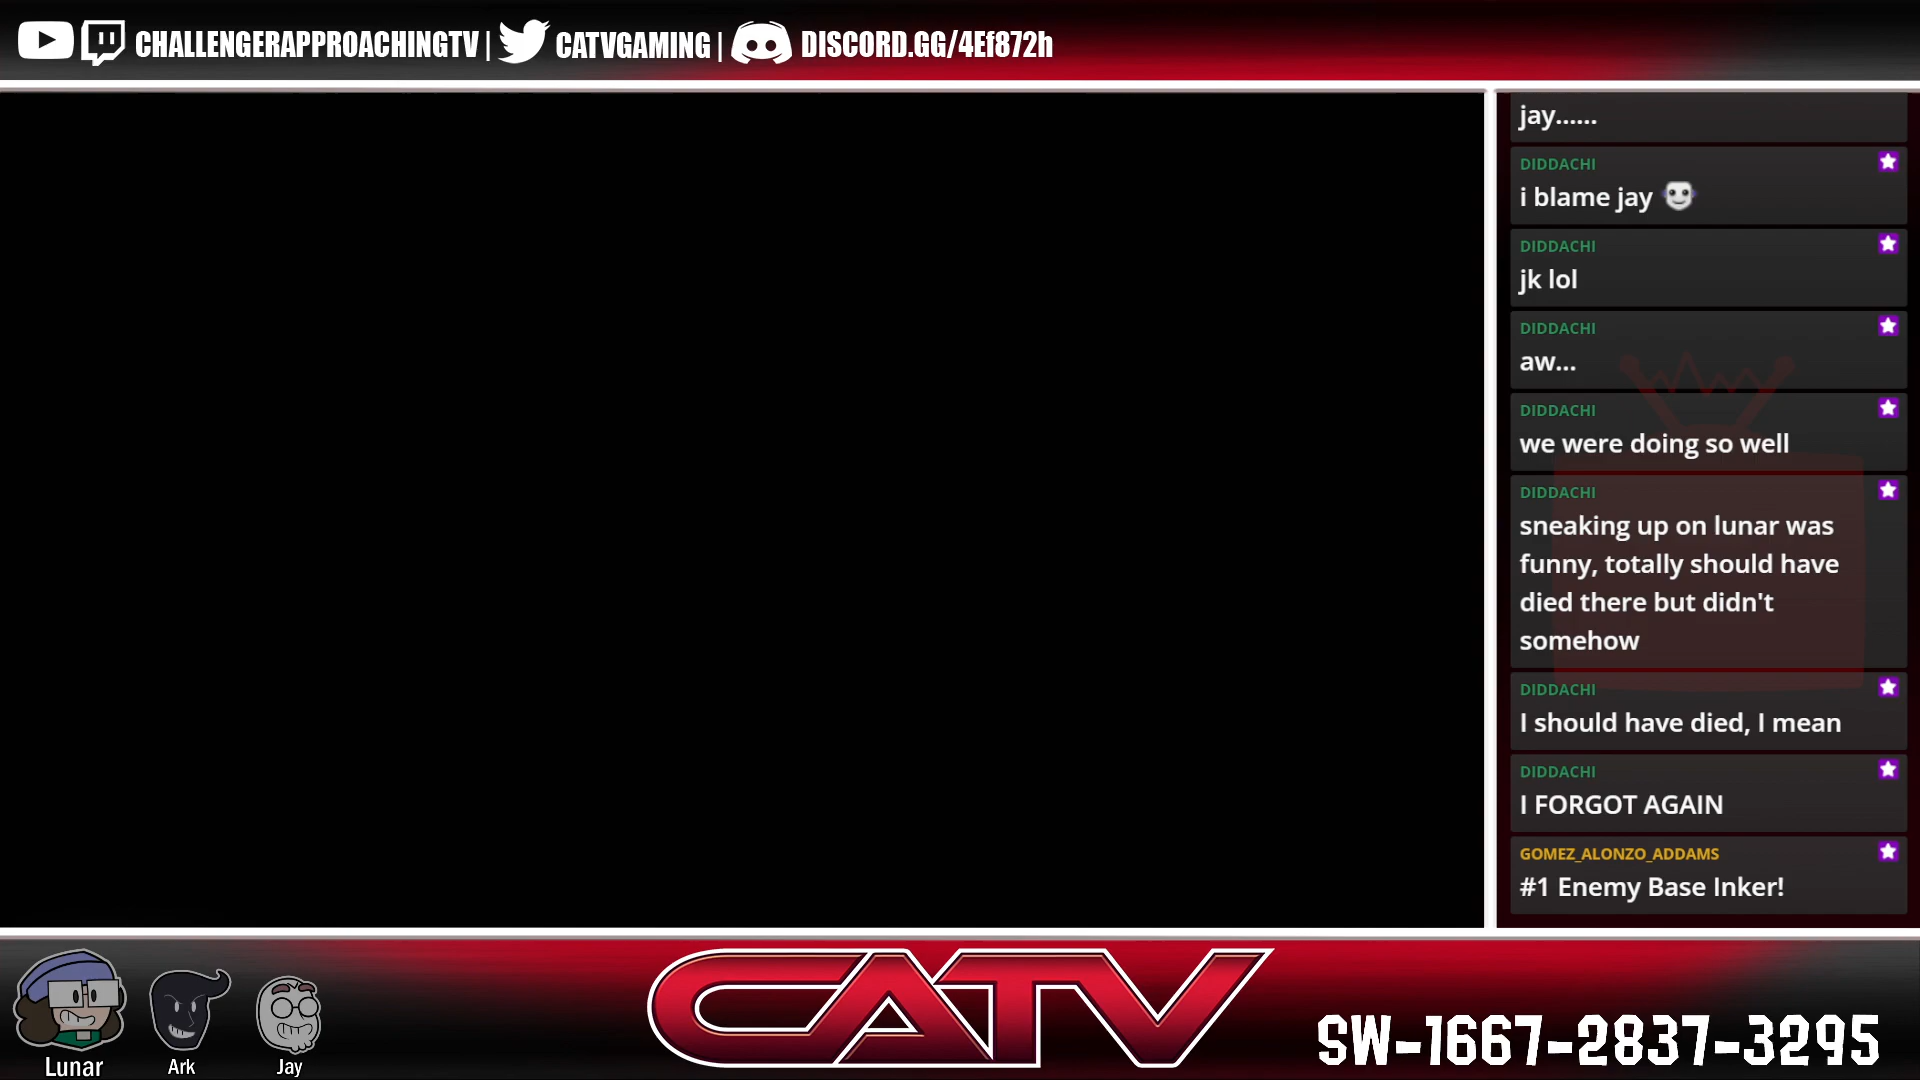 CHALLENGERAPPROACHINGTV | CATVGAMING | DISCORD.GG/4Ef872h
jay......
DIDDACHI
i blame jay
DIDDACHI
jk lol
DIDDACHI
aw...
DIDDACHI
we were doing so well
DIDDACHI
sneaking up on lunar was
funny, totally should have
died there but didn't
somehow
DIDDACHI
I should have died, I mean
DIDDACHI
I FORGOT AGAIN
GOMEZ_ALONZO_ADDAMS
#1 Enemy Base Inker!
Lunar
Ark
Jay
CATV
SW-1667-2837-3295